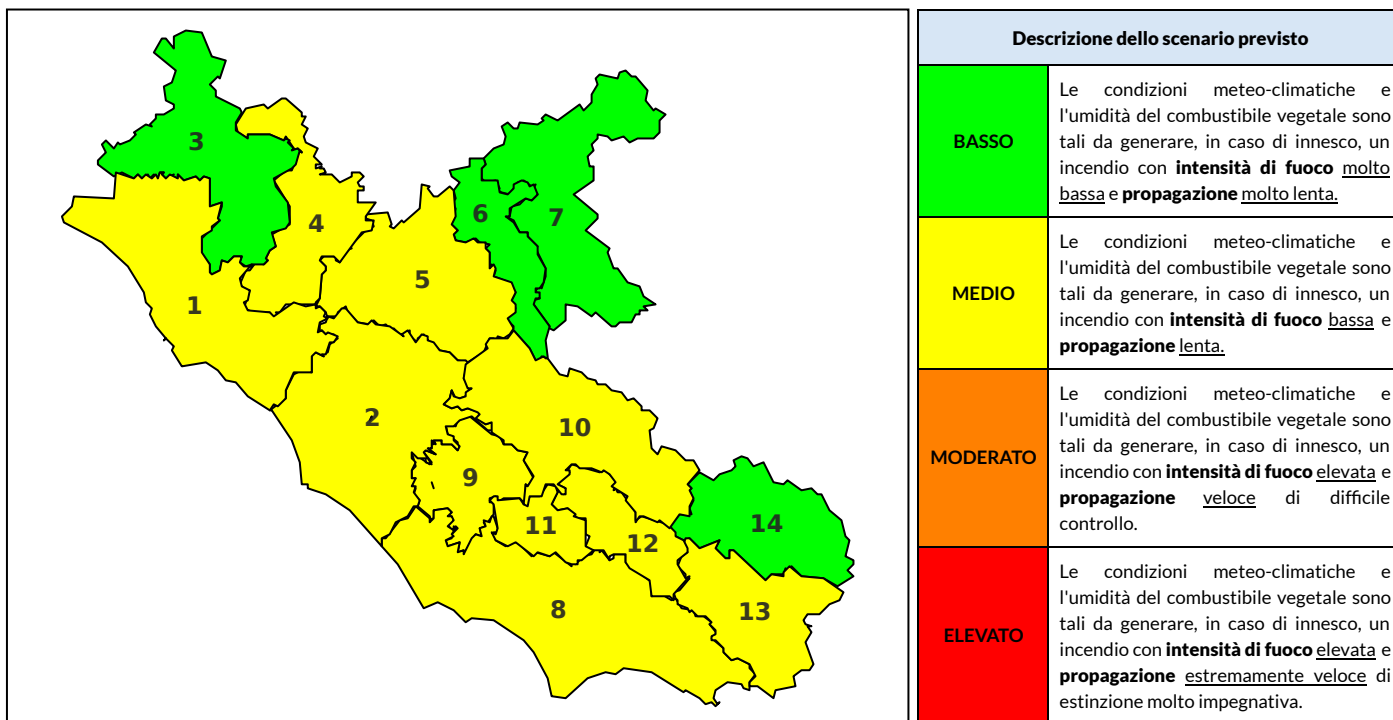 3
4
6
7
5
1
2
10
9
11
14
12
8
13
Descrizione dello scenario previsto
BASSO
Le condizioni meteo-climatiche e
l'umidità del combustibile vegetale sono
tali da generare, in caso di innesco, un
incendio con intensità di fuoco molto
bassa e propagazione molto lenta.
MEDIO
Le condizioni meteo-climatiche e
l'umidità del combustibile vegetale sono
tali da generare, in caso di innesco, un
incendio con intensità di fuoco bassa e
propagazione lenta.
MODERATO
Le condizioni meteo-climatiche e
l'umidità del combustibile vegetale sono
tali da generare, in caso di innesco, un
incendio con intensità di fuoco elevata e
propagazione veloce di difficile
controllo.
ELEVATO
Le condizioni meteo-climatiche e
l'umidità del combustibile vegetale sono
tali da generare, in caso di innesco, un
incendio con intensità di fuoco elevata e
propagazione estremamente veloce di
estinzione molto impegnativa.